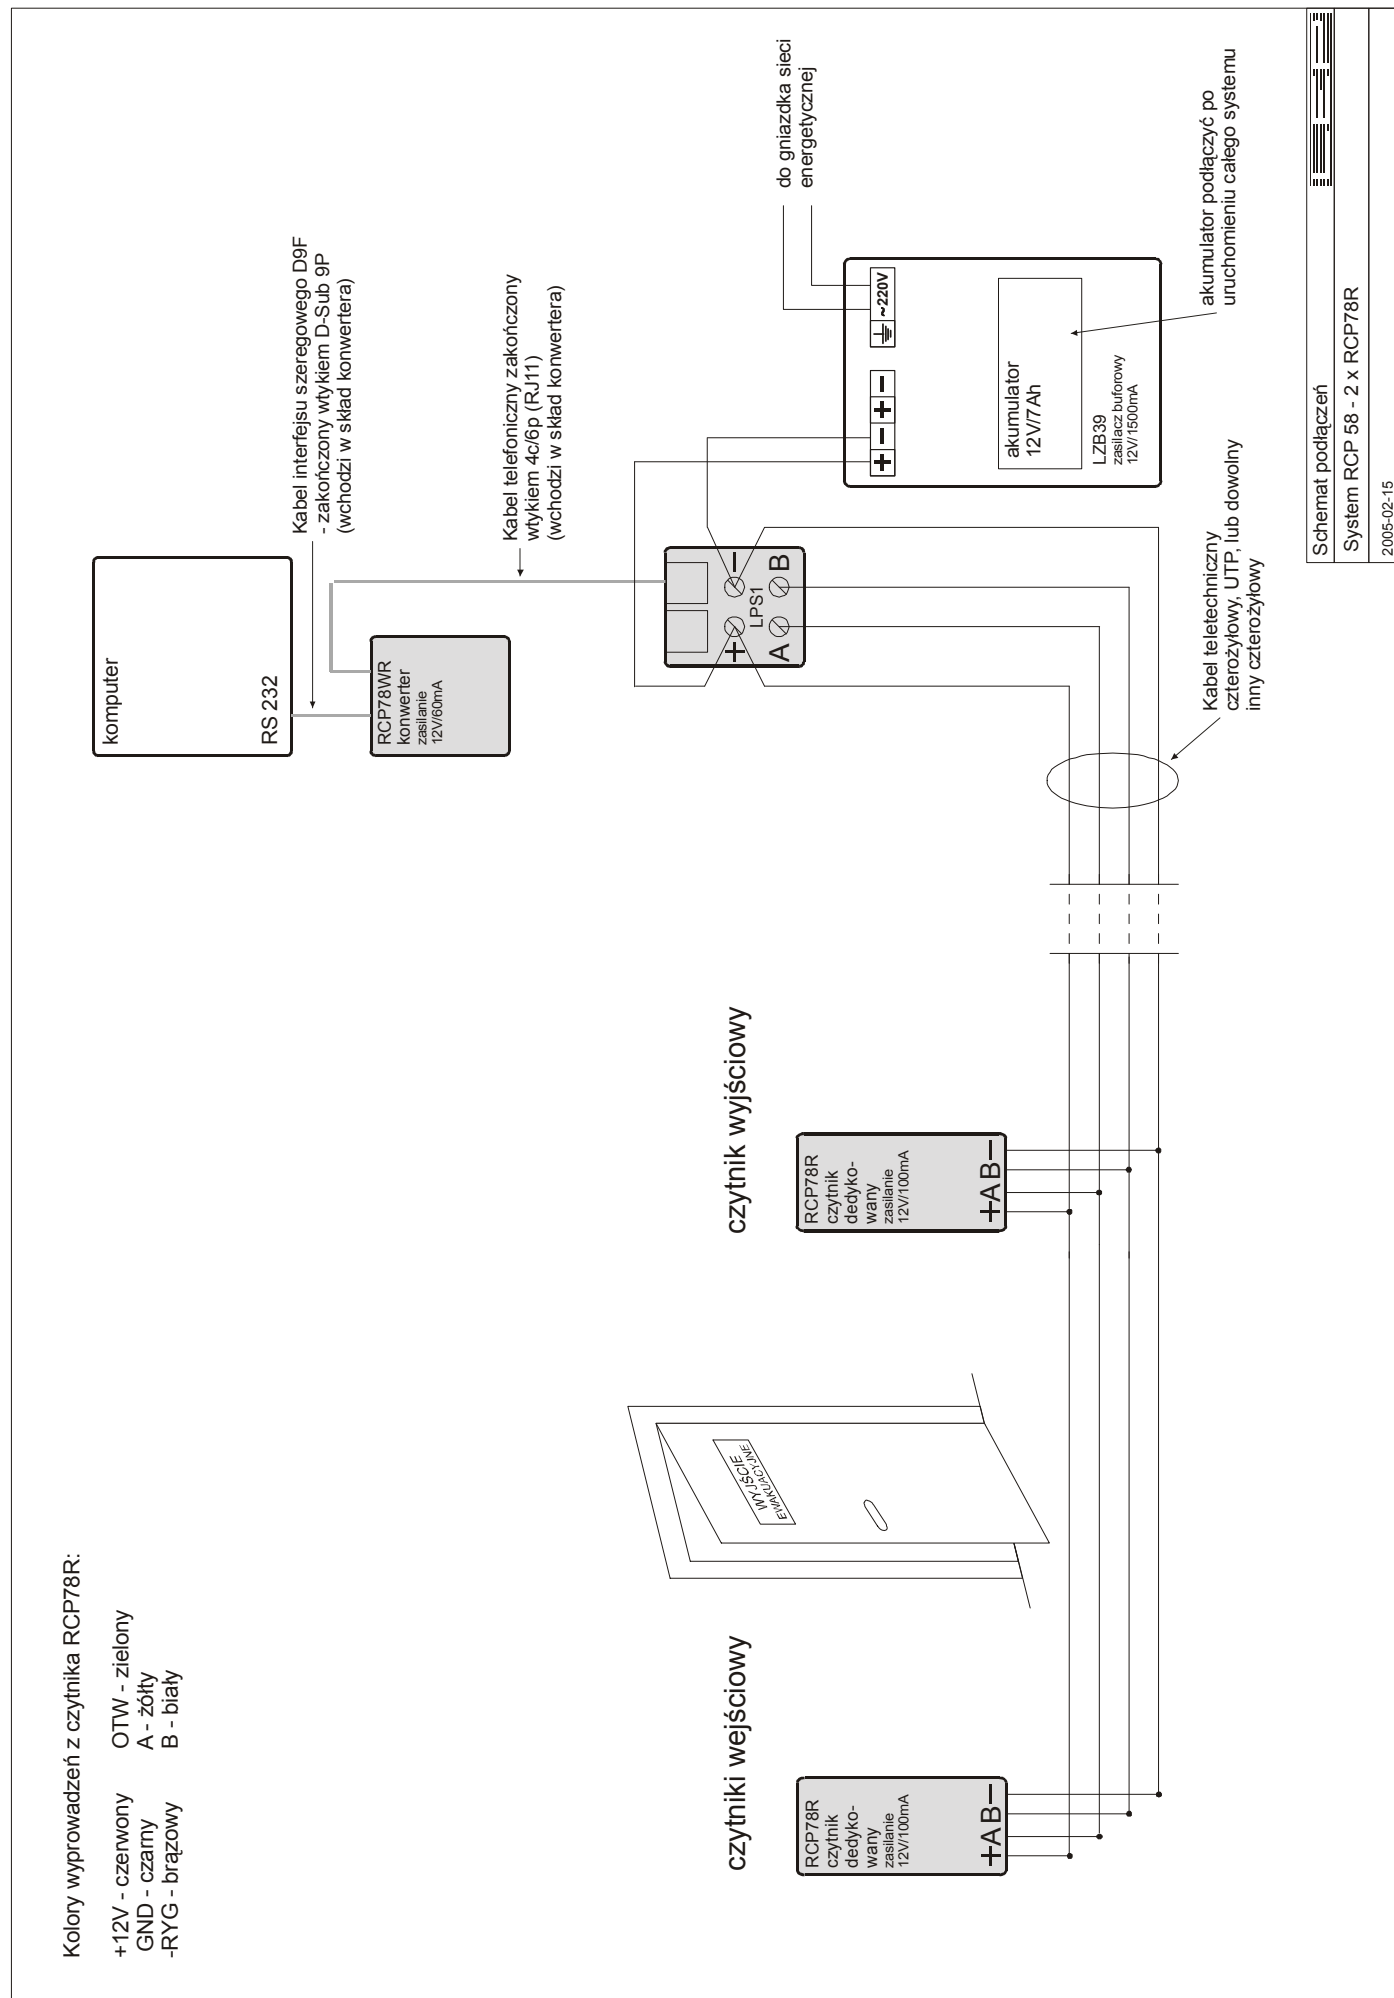 Kolory wyprowadzeń z czytnika RCP78R:
+12V - czerwony
GND - czarny
-RYG - brązowy
OTW - zielony
A - żółty
B - biały
komputer
RS 232
Kabel interfejsu szeregowego D9F
- zakończony wtykiem D-Sub 9P
(wchodzi w skład konwertera)
RCP78WR
konwerter
zasilanie
12V/60mA
Kabel telefoniczny zakończony
wtykiem 4c/6p (RJ11)
(wchodzi w skład konwertera)
+ −
LPS1
A B
do gniazdka sieci
energetycznej
+ − + −
~220V
akumulator
12V/7Ah
LZB39
zasilacz buforowy
12V/1500mA
akumulator podłączyć po
uruchomieniu całego systemu
Kabel teletechniczny
czterożyłowy, UTP, lub dowolny
inny czterożyłowy
czytniki wejściowy
RCP78R
czytnik
dedyko-
wany
zasilanie
12V/100mA
+AB−
WYJŚCIE
EWAKUACYJNE
czytnik wyjściowy
RCP78R
czytnik
dedyko-
wany
zasilanie
12V/100mA
+AB−
Schemat podłączeń
System RCP 58 - 2 x RCP78R
2005-02-15